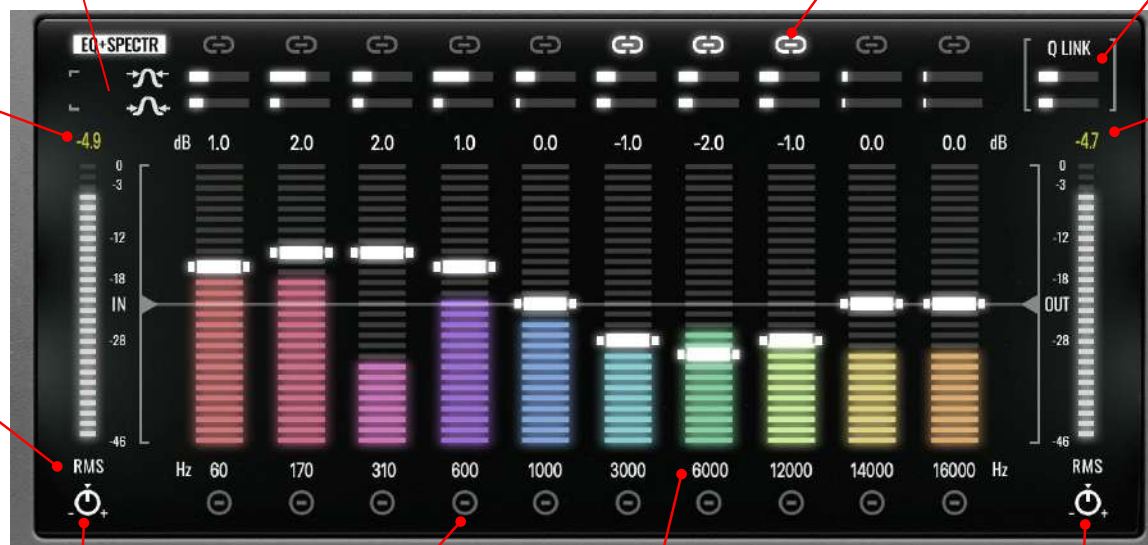 EQ+SPECTR
Q LINK
-4.9 dB 1.0 2.0 2.0 1.0 0.0 -1.0 -2.0 -1.0 0.0 0.0 dB -4.7
0 0
-3 -3
-12 -12
-18 -18
IN OUT
-28 -28
-46 -46
RMS Hz 60 170 310 600 1000 3000 6000 12000 14000 16000 Hz RMS
- + - +